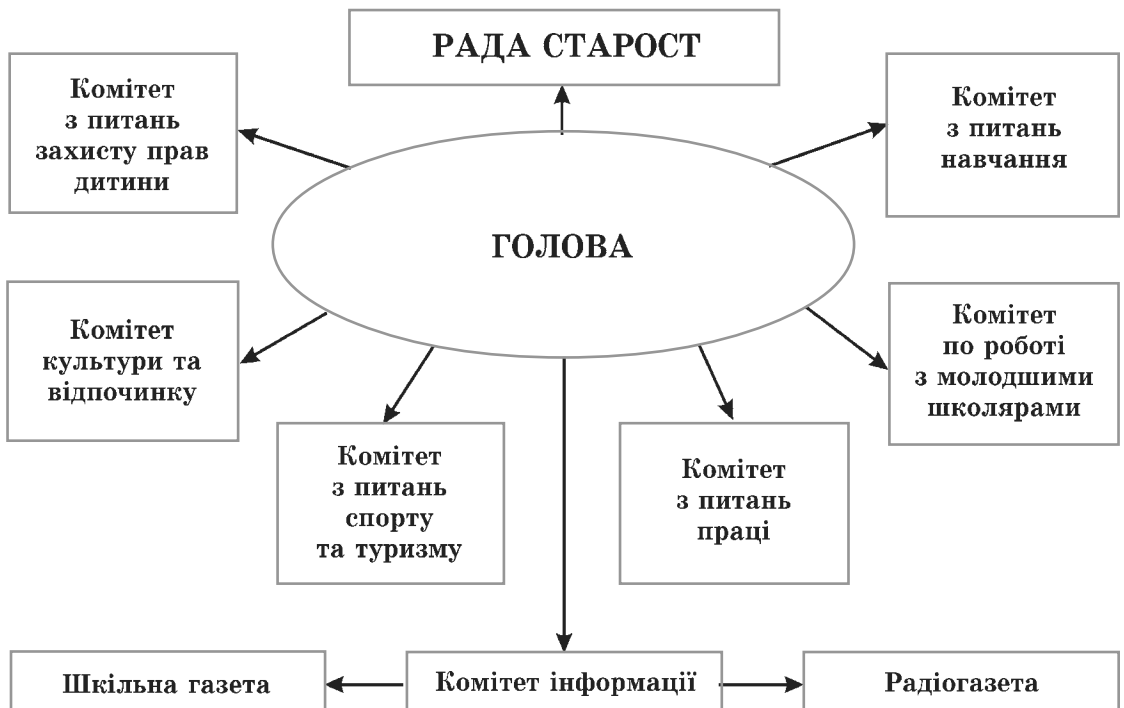 РАДА СТАРОСТ
Комітет
з питань
захисту прав
дитини
Комітет
з питань
навчання
ГОЛОВА
Комітет
культури та
відпочинку
Комітет
по роботі
з молодшими
школярами
Комітет
з питань
спорту
та туризму
Комітет
з питань
праці
Шкільна газета
Комітет інформації
Радіогазета